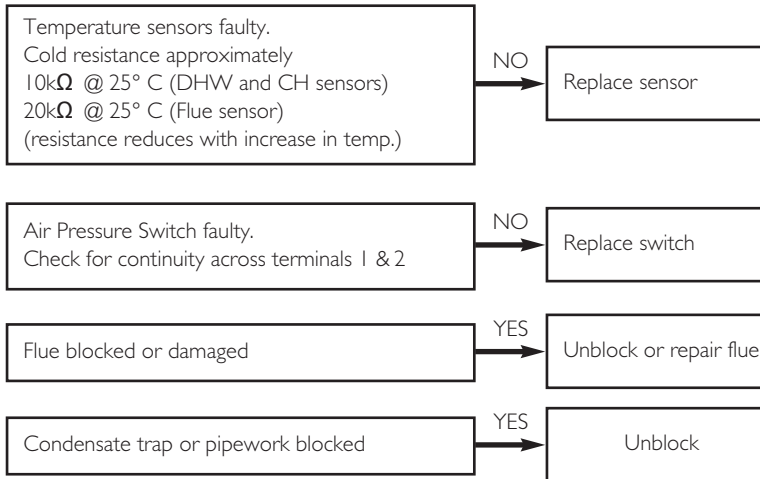 Temperature sensors faulty.
Cold resistance approximately
10kΩ @ 25° C (DHW and CH sensors)
20kΩ @ 25° C (Flue sensor)
(resistance reduces with increase in temp.)
NO
Replace sensor
Air Pressure Switch faulty.
Check for continuity across terminals 1 & 2
NO
Replace switch
Flue blocked or damaged
YES
Unblock or repair flue
Condensate trap or pipework blocked
YES
Unblock